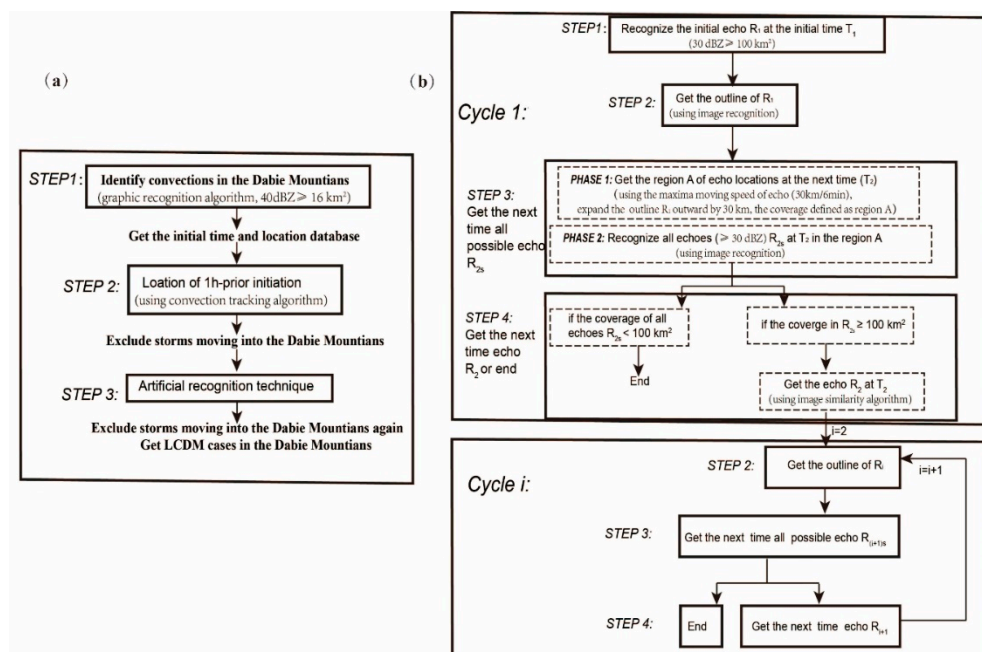 (a)
STEP1:
Identify convections in the Dabie Mountians
(graphic recognition algorithm, 40dBZ≥ 16 km²)
Get the initial time and location database
STEP 2:
Loation of 1h-prior initiation
(using convection tracking algorithm)
Exclude storms moving into the Dabie Mountians
STEP 3:
Artificial recognition technique
Exclude storms moving into the Dabie Mountians again
Get LCDM cases in the Dabie Mountians
(b)
STEP1:
Recognize the initial echo R₁ at the initial time T₁
(30 dBZ≥ 100 km²)
Cycle 1:
STEP 2:
Get the outline of R₁
(using image recognition)
STEP 3:
Get the next
time all
possible echo
R₂ₛ
PHASE 1: Get the region A of echo locations at the next time (T₂)
(using the maxima moving speed of echo (30km/6min),
expand the outline R₁ outward by 30 km, the coverage defined as region A)
PHASE 2: Recognize all echoes (≥ 30 dBZ) R₂ₛ at T₂ in the region A
(using image recognition)
STEP 4:
Get the next
time echo
R₂ or end
if the coverage of all
echoes R₂ₛ < 100 km²
End
if the coverge in R₂ₛ ≥ 100 km²
Get the echo R₂ at T₂
(using image similarity algorithm)
i=2
Cycle i:
STEP 2:
Get the outline of Rᵢ
i=i+1
STEP 3:
Get the next time all possible echo R₍ᵢ₊₁₎ₛ
STEP 4:
End
Get the next time echo Rᵢ₊₁